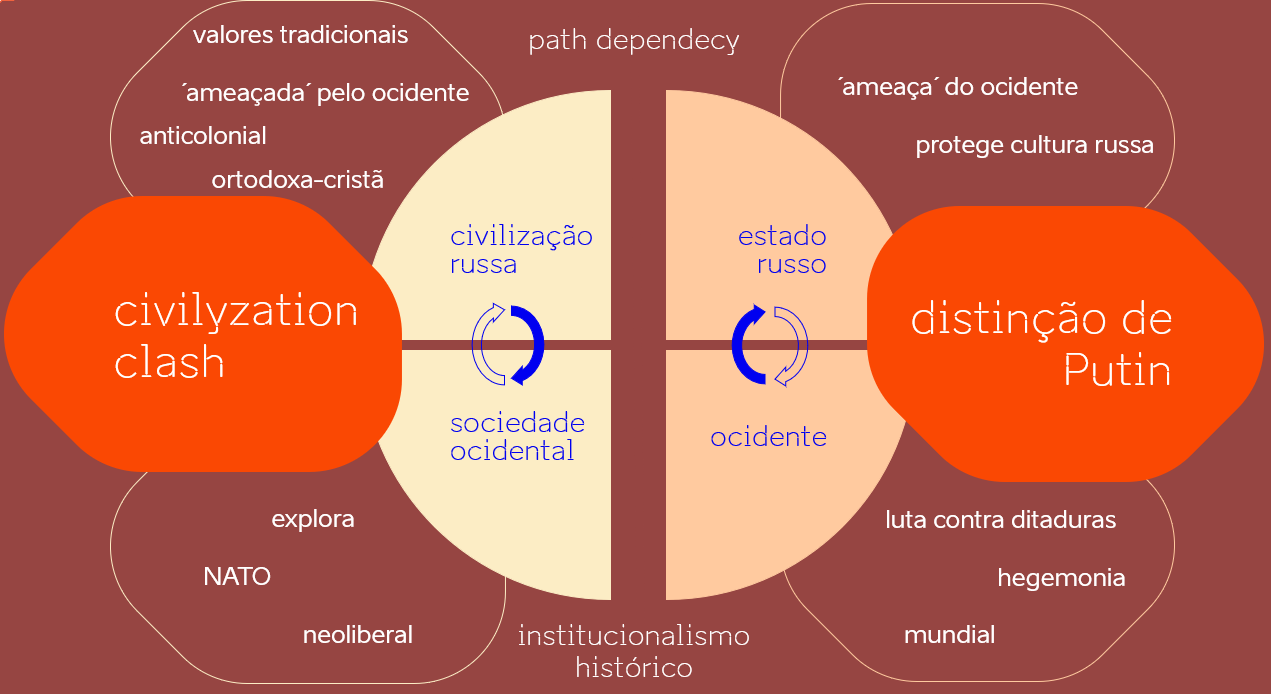 valores tradicionais
´ameaçada´ pelo ocidente
anticolonial
ortodoxa-cristã
path dependecy
´ameaça´ do ocidente
protege cultura russa
civilyzation
clash
civilização
russa
sociedade
ocidental
estado
russo
ocidente
distinção de
Putin
explora
NATO
neoliberal
institucionalismo
histórico
luta contra ditaduras
hegemonia
mundial